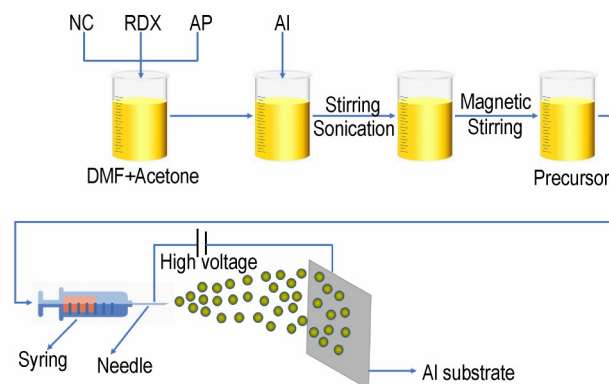 NC RDX AP Al
Stirring
Sonication
Magnetic
Stirring
DMF+Acetone
Precursor
High voltage
Syring
Needle
Al substrate